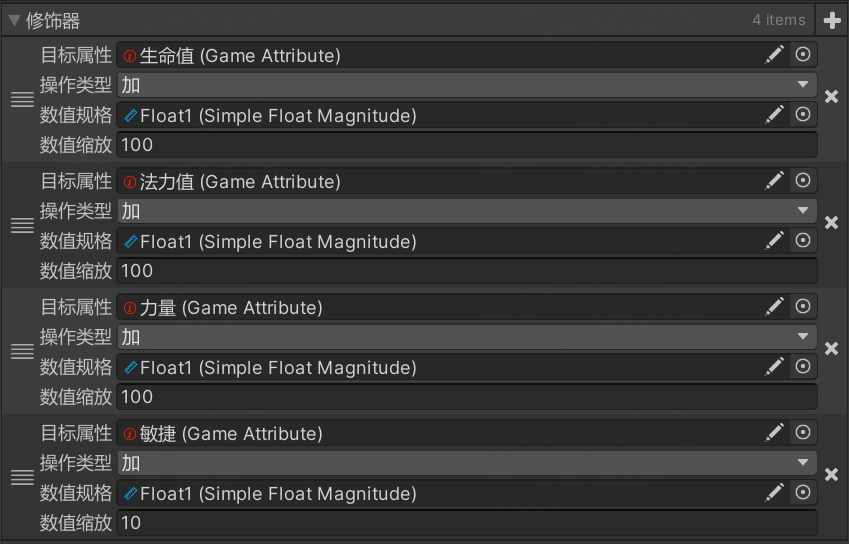 修饰器 4 items
目标属性 生命值 (Game Attribute)
操作类型 加
数值规格 Float1 (Simple Float Magnitude)
数值缩放 100
目标属性 法力值 (Game Attribute)
操作类型 加
数值规格 Float1 (Simple Float Magnitude)
数值缩放 100
目标属性 力量 (Game Attribute)
操作类型 加
数值规格 Float1 (Simple Float Magnitude)
数值缩放 100
目标属性 敏捷 (Game Attribute)
操作类型 加
数值规格 Float1 (Simple Float Magnitude)
数值缩放 10